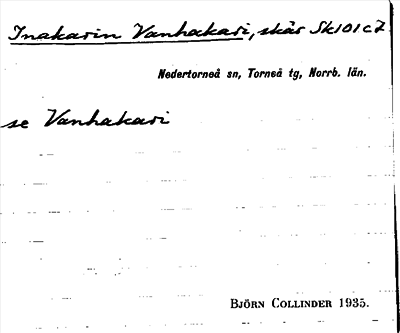 Inakarin Vanhakari, skär Sk101c7
Nedertorneå sn, Torneå tg, Norrb. län.
se Vanhakari
BJÖRN COLLINDER 1935.